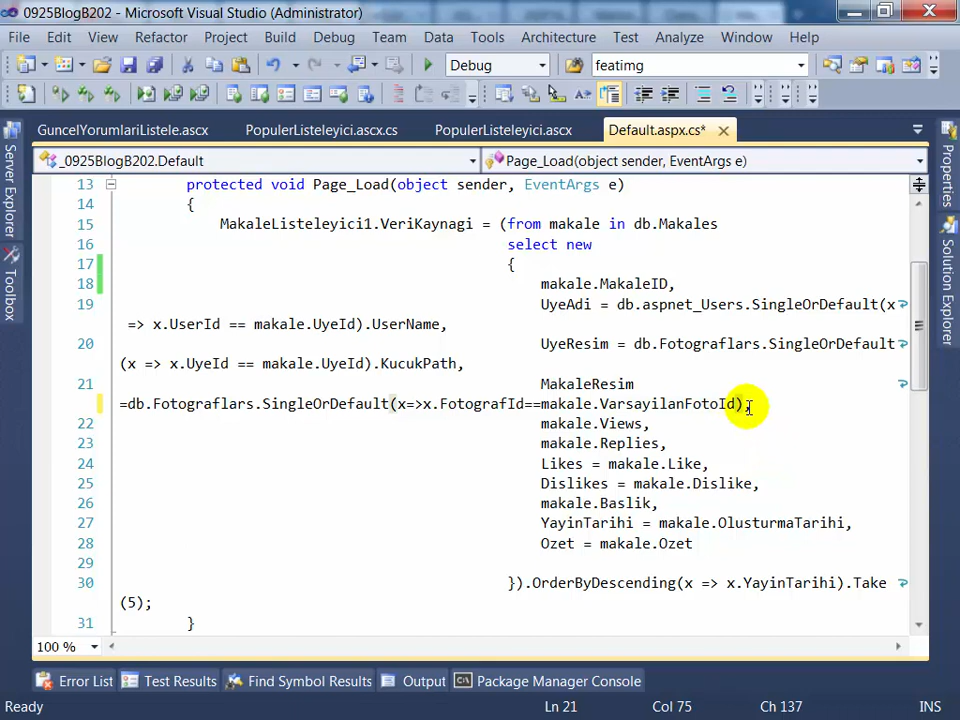 0925BlogB202 - Microsoft Visual Studio (Administrator)
File Edit View Refactor Project Build Debug Team Data Tools Architecture Test Analyze Window Help
Debug featimg
GuncelYorumlariListele.ascx PopulerListeleyici.ascx.cs PopulerListeleyici.ascx Default.aspx.cs*
_0925BlogB202.Default Page_Load(object sender, EventArgs e)
Server Explorer
Toolbox
Properties
Solution Explorer
13 protected void Page_Load(object sender, EventArgs e)
14 {
15 MakaleListeleyici1.VeriKaynagi = (from makale in db.Makales
16 select new
17 {
18 makale.MakaleID,
19 UyeAdi = db.aspnet_Users.SingleOrDefault(x
=> x.UserId == makale.UyeId).UserName,
20 UyeResim = db.Fotograflars.SingleOrDefault
(x => x.UyeId == makale.UyeId).KucukPath,
21 MakaleResim
=db.Fotograflars.SingleOrDefault(x=>x.FotografId==makale.VarsayilanFotoId),
22 makale.Views,
23 makale.Replies,
24 Likes = makale.Like,
25 Dislikes = makale.Dislike,
26 makale.Baslik,
27 YayinTarihi = makale.OlusturmaTarihi,
28 Ozet = makale.Ozet
29
30 }).OrderByDescending(x => x.YayinTarihi).Take
(5);
31 }
100 %
Error List Test Results Find Symbol Results Output Package Manager Console
Ready Ln 21 Col 75 Ch 137 INS